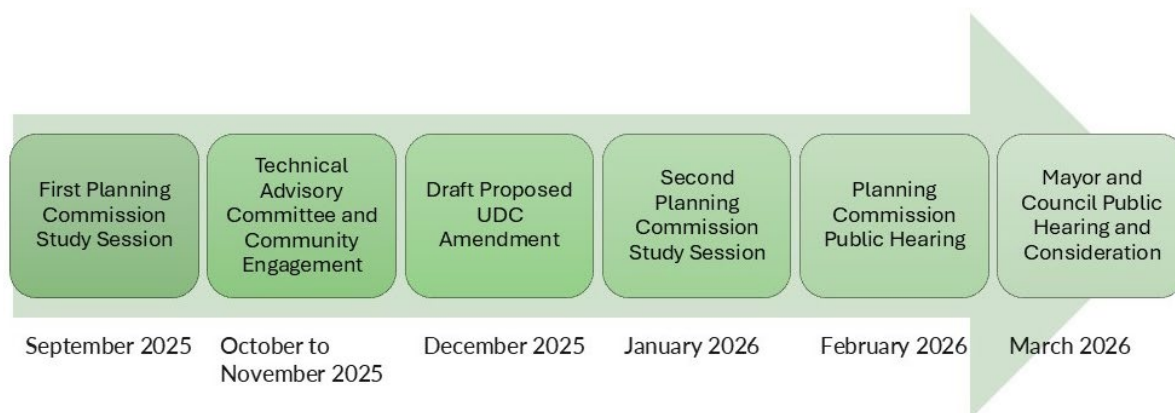 First Planning
Commission
Study Session
Technical
Advisory
Committee and
Community
Engagement
Draft Proposed
UDC
Amendment
Second
Planning
Commission
Study Session
Planning
Commission
Public Hearing
Mayor and
Council Public
Hearing and
Consideration
September 2025
October to
November 2025
December 2025
January 2026
February 2026
March 2026